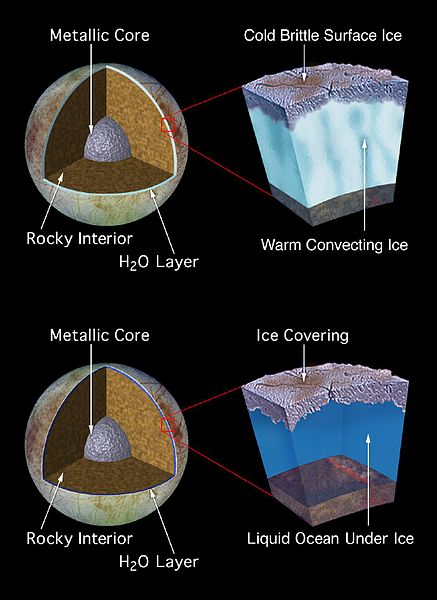 Metallic Core
Cold Brittle Surface Ice
Rocky Interior
H₂O Layer
Warm Convecting Ice
Metallic Core
Ice Covering
Rocky Interior
H₂O Layer
Liquid Ocean Under Ice